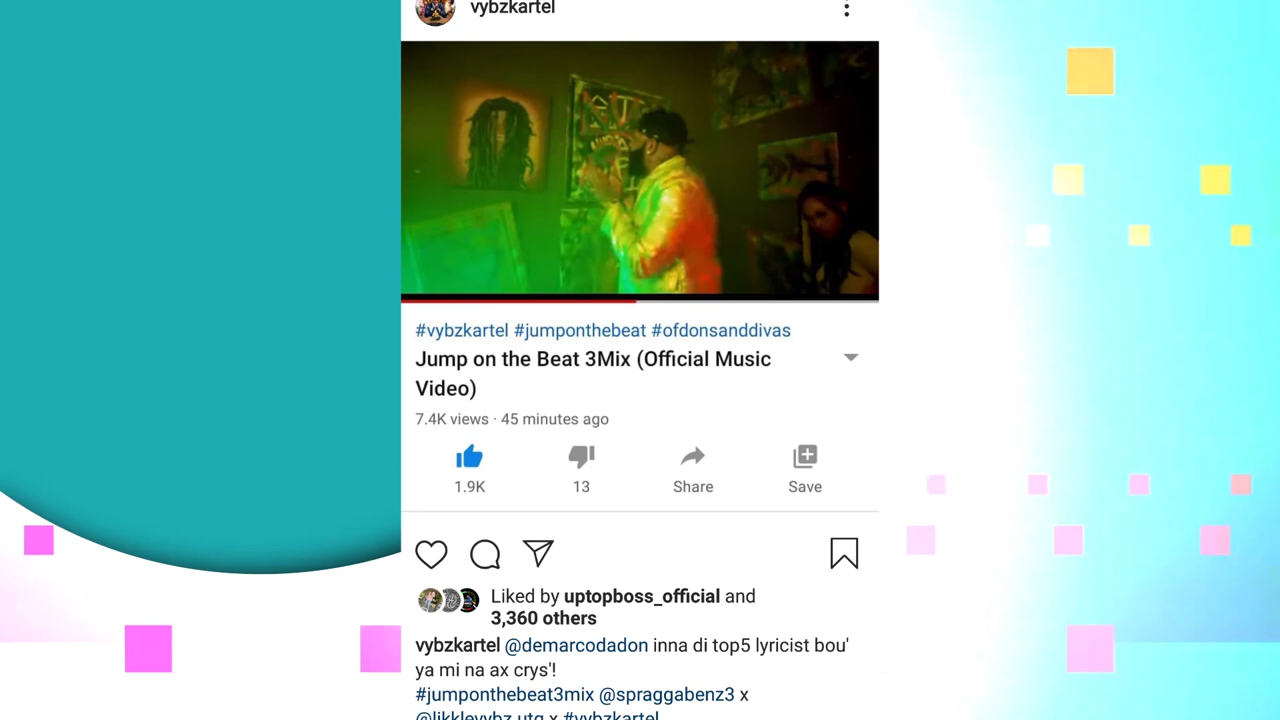 vybzkartel
#vybzkartel #jumponthebeat #ofdonsanddivas
Jump on the Beat 3Mix (Official Music
Video)
7.4K views · 45 minutes ago
1.9K
13
Share
Save
Liked by uptopboss_official and
3,360 others
vybzkartel @demarcodadon inna di top5 lyricist bou'
ya mi na ax crys'!
#jumponthebeat3mix @spraggabenz3 x
@likklevybz_utg x #vybzkartel